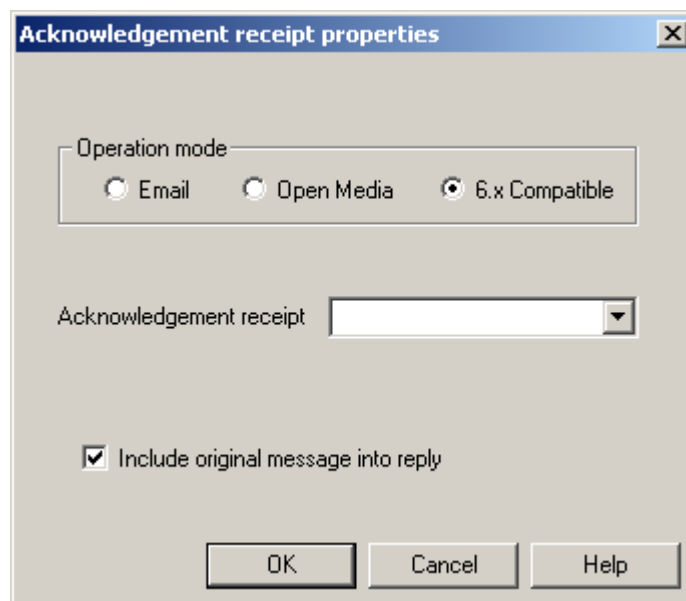 Acknowledgement receipt properties
Operation mode
Email Open Media 6.x Compatible
Acknowledgement receipt
Include original message into reply
OK Cancel Help